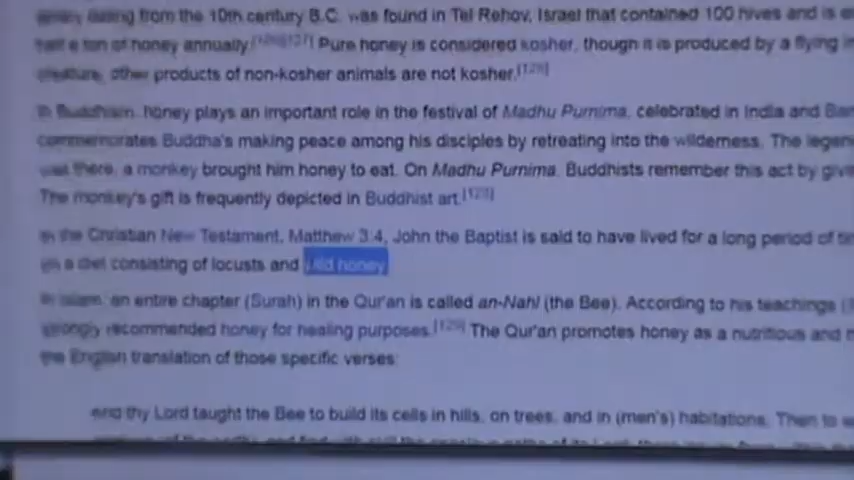 dating from the 10th century B.C. was found in Tel Rehov, Israel that contained 100 hives and is
half a ton of honey annually.[126][127] Pure honey is considered kosher, though it is produced by a flying
creature, other products of non-kosher animals are not kosher.[128]
In Buddhism, honey plays an important role in the festival of Madhu Purnima, celebrated in India and
commemorates Buddha's making peace among his disciples by retreating into the wilderness. The
was there, a monkey brought him honey to eat. On Madhu Purnima, Buddhists remember this act by
The monkey's gift is frequently depicted in Buddhist art.[123]
In the Christian New Testament, Matthew 3:4, John the Baptist is said to have lived for a long period of
on a diet consisting of locusts and wild honey.
In Islam, an entire chapter (Surah) in the Qur'an is called an-Nahl (the Bee). According to his teachings
strongly recommended honey for healing purposes.[129] The Qur'an promotes honey as a nutritious and
the English translation of those specific verses:
and thy Lord taught the Bee to build its cells in hills, on trees, and in (men's) habitations. Then to